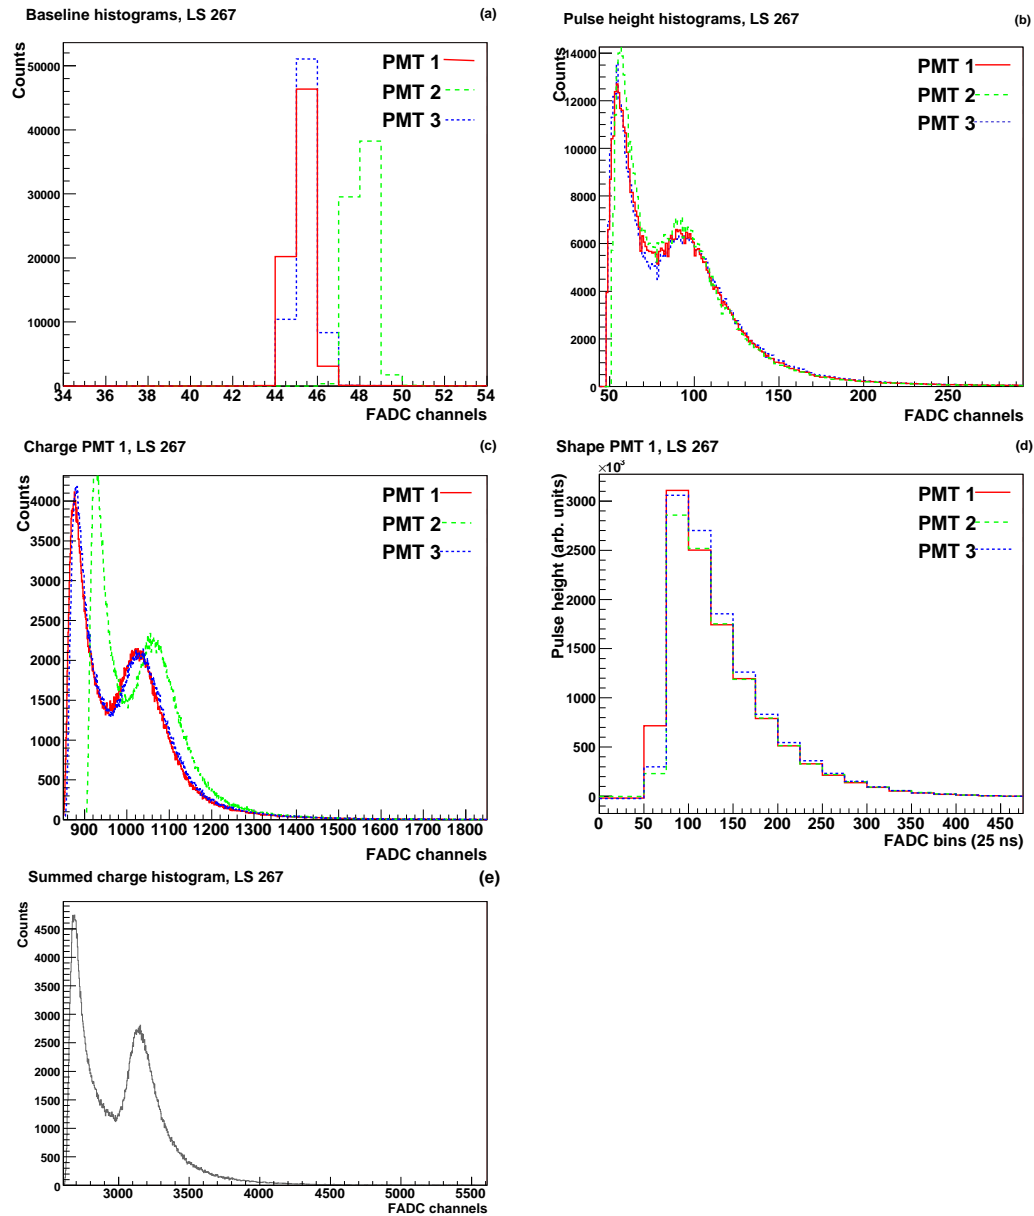 Baseline histograms, LS 267
(a)
Counts
50000
40000
30000
20000
10000
0
PMT 1
PMT 2
PMT 3
34 36 38 40 42 44 46 48 50 52 54
FADC channels
Pulse height histograms, LS 267
(b)
Counts
14000
12000
10000
8000
6000
4000
2000
0
PMT 1
PMT 2
PMT 3
50 100 150 200 250
FADC channels
Charge PMT 1, LS 267
(c)
Counts
4000
3500
3000
2500
2000
1500
1000
500
0
PMT 1
PMT 2
PMT 3
900 1000 1100 1200 1300 1400 1500 1600 1700 1800
FADC channels
Shape PMT 1, LS 267
(d)
×10³
Pulse height (arb. units)
3000
2500
2000
1500
1000
500
0
PMT 1
PMT 2
PMT 3
0 50 100 150 200 250 300 350 400 450
FADC bins (25 ns)
Summed charge histogram, LS 267
(e)
Counts
4500
4000
3500
3000
2500
2000
1500
1000
500
0
3000 3500 4000 4500 5000 5500
FADC channels